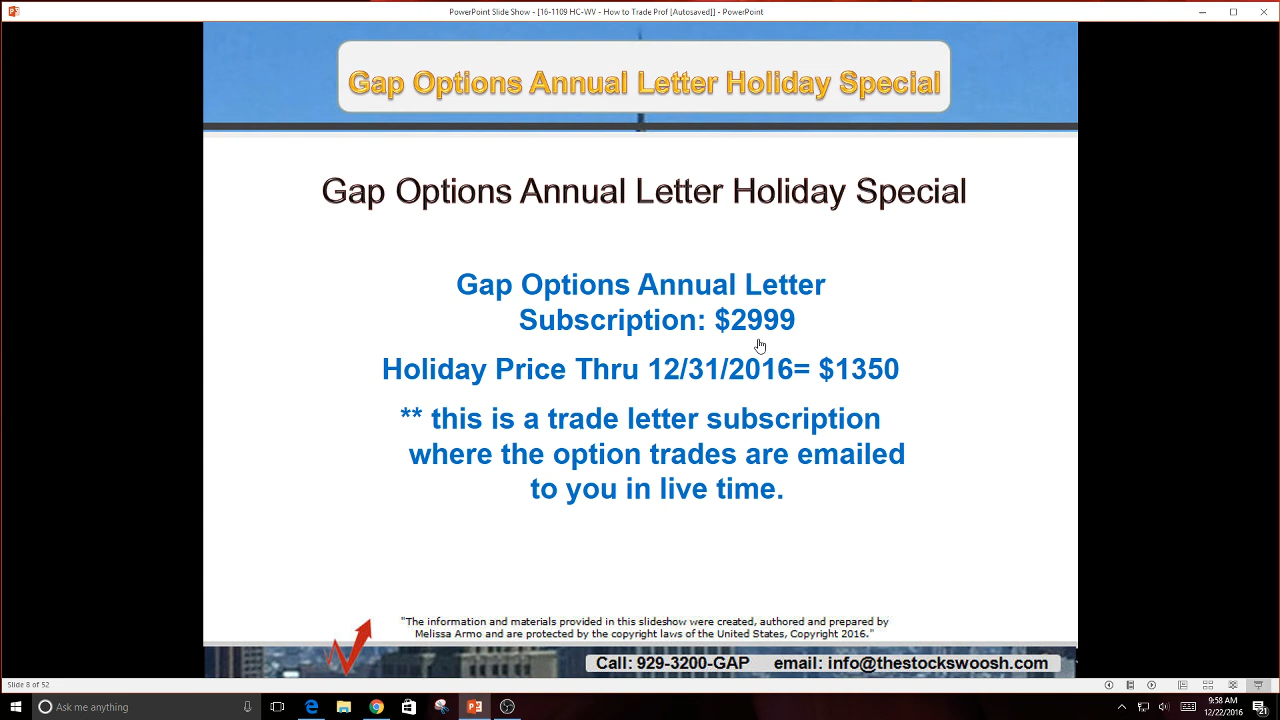 PowerPoint Slide Show - [16-1109 HC-WV - How to Trade Prof [Autosaved]] - PowerPoint
Gap Options Annual Letter Holiday Special
Gap Options Annual Letter Holiday Special
Gap Options Annual Letter
Subscription: $2999
Holiday Price Thru 12/31/2016= $1350
** this is a trade letter subscription
where the option trades are emailed
to you in live time.
"The information and materials provided in this slideshow were created, authored and prepared by
Melissa Armo and are protected by the copyright laws of the United States, Copyright 2016."
Call: 929-3200-GAP email: info@thestockswoosh.com
Slide 8 of 52
Ask me anything
9:58 AM
12/22/2016
21